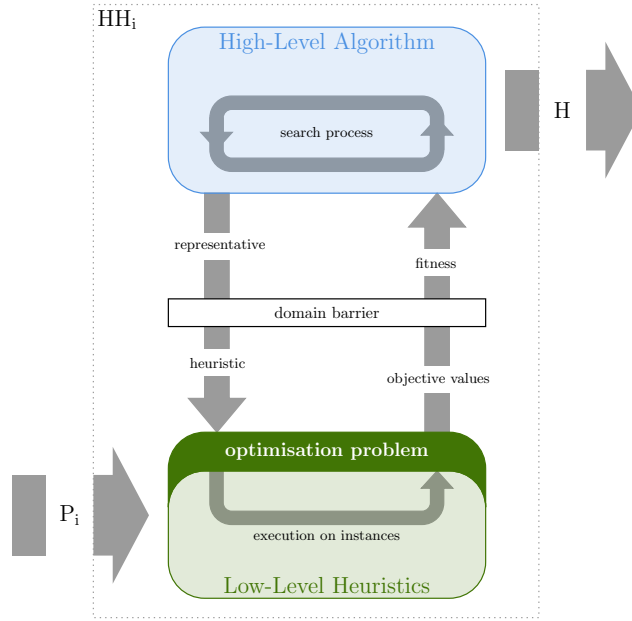 HHᵢ
High-Level Algorithm
search process
H
representative
fitness
domain barrier
heuristic
objective values
optimisation problem
Pᵢ
execution on instances
Low-Level Heuristics